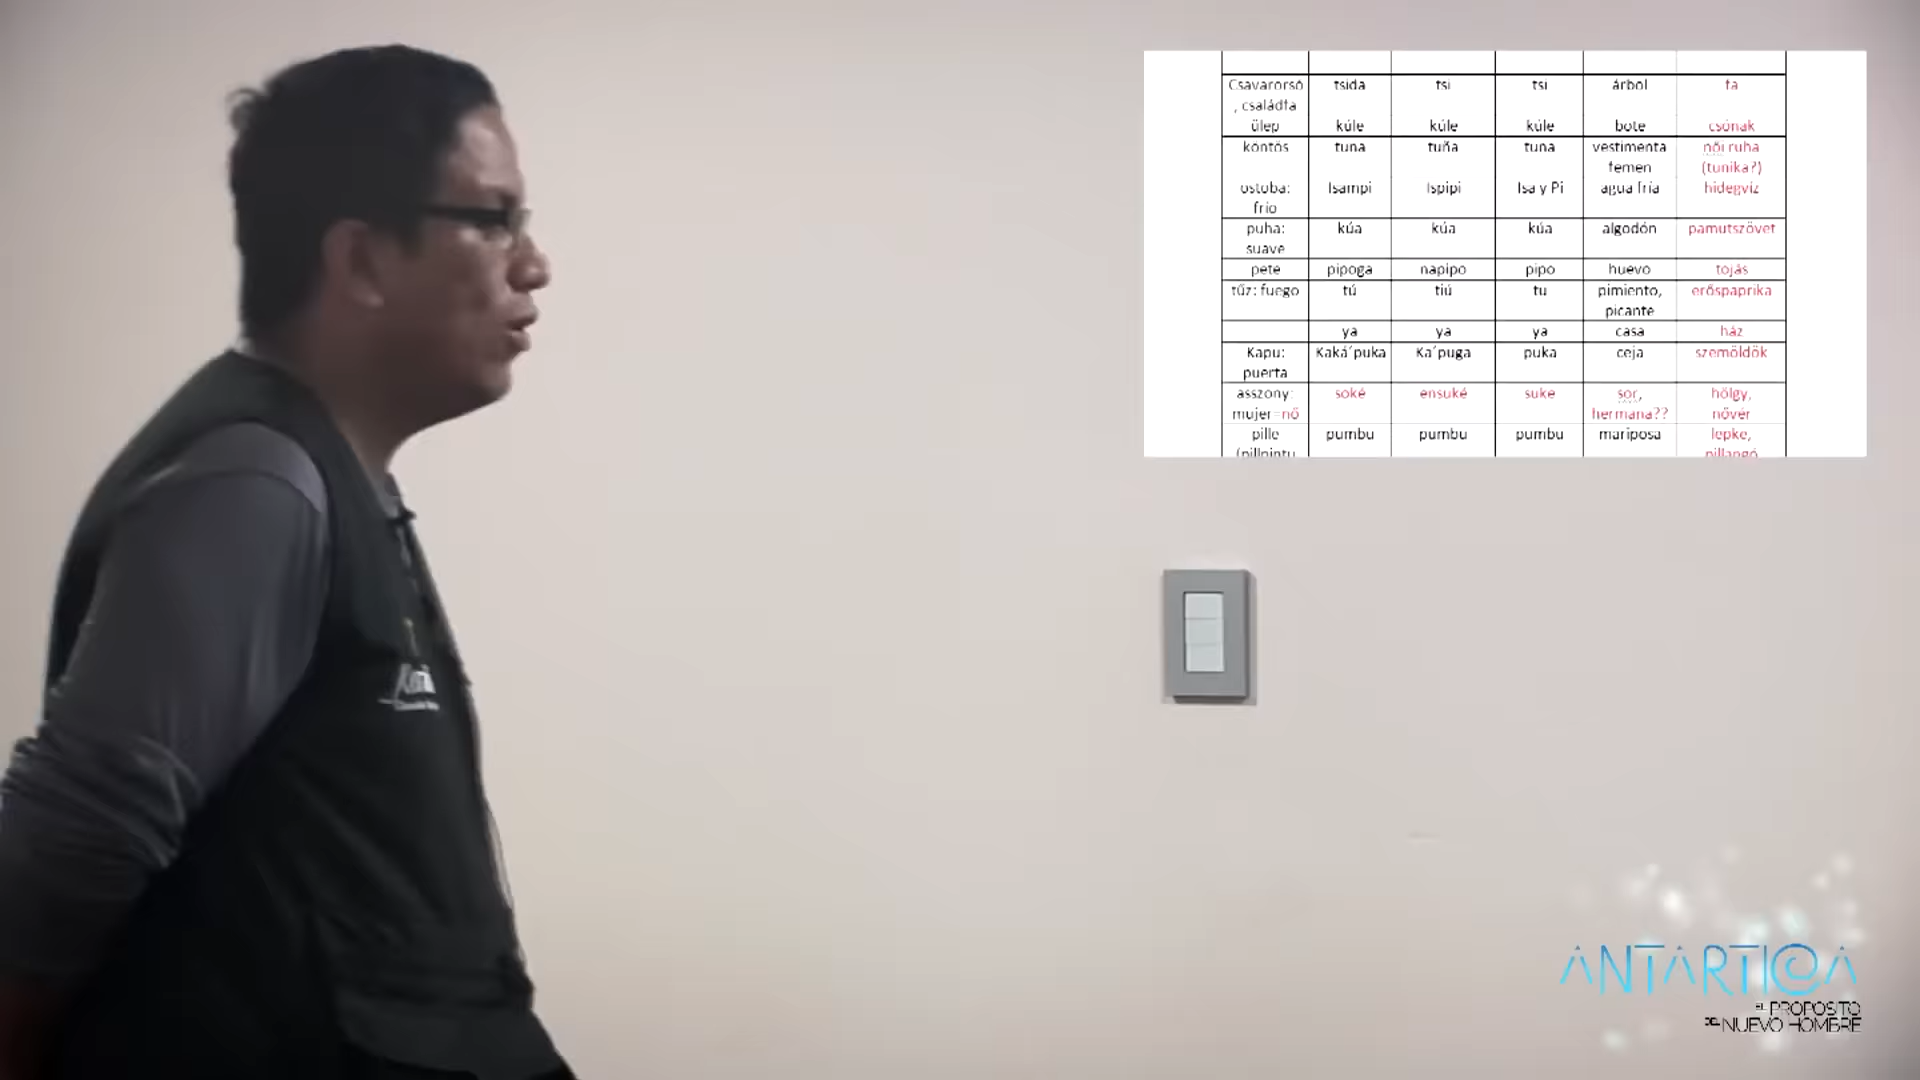 Csavarorsó tsida tsi tsi árbol fa
, családfa
ülep kúle kúle kúle bote csónak
köntös tuna tuña tuna vestimenta női ruha
femen (tunika?)
ostoba: Isampi Ispipi Isa y Pi agua fría hidegvíz
frio
puha: kúa kúa kúa algodón pamutszövet
suave
pete pipoga napipo pipo huevo tojás
tűz: fuego tú tiú tu pimiento, erőspaprika
picante
ya ya ya casa ház
Kapu: Kaká´puka Ka´puga puka ceja szemöldök
puerta
asszony: soké ensuké suke sor, hölgy,
mujer=nő hermana?? nővér
pille pumbu pumbu pumbu mariposa lepke,
(pillpintu pillangó
ANTARTICA
EL PROPOSITO
DEL NUEVO HOMBRE